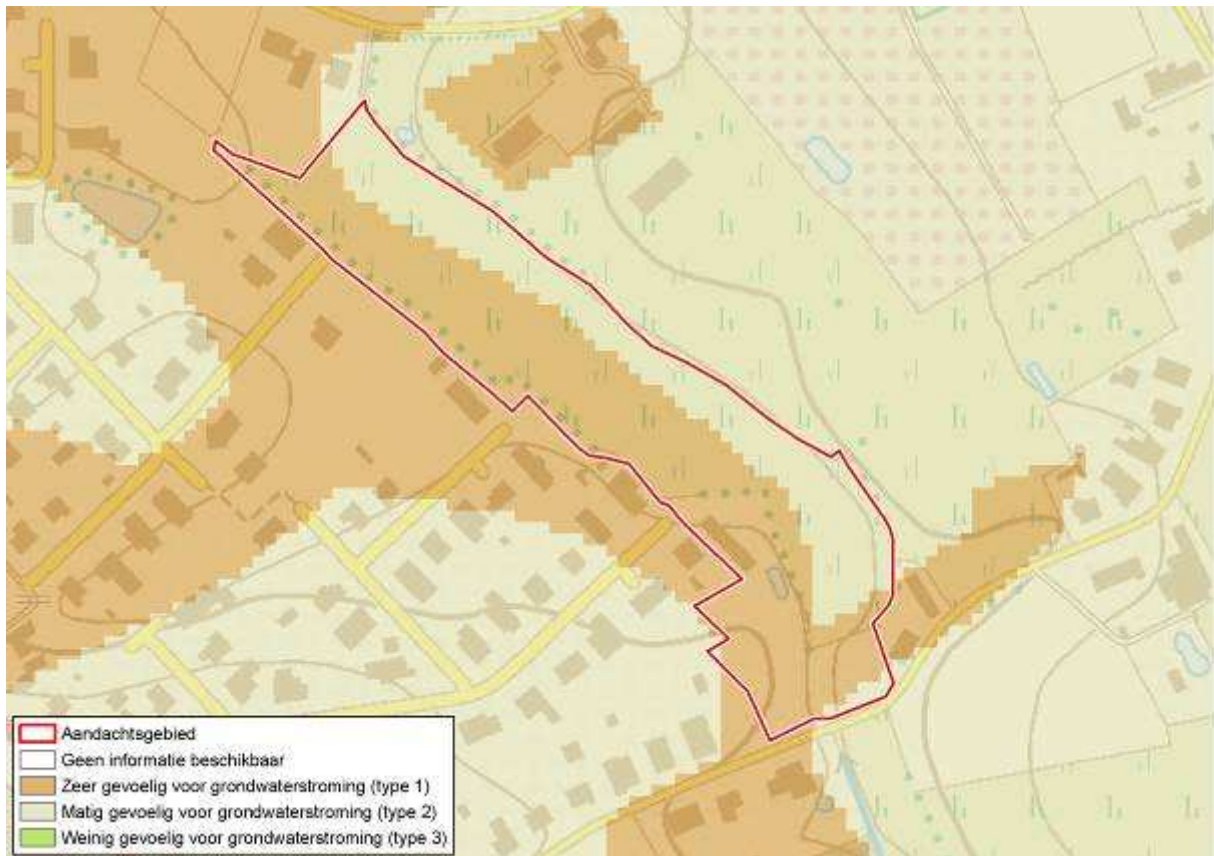 Aandachtsgebied
Geen informatie beschikbaar
Zeer gevoelig voor grondwaterstroming (type 1)
Matig gevoelig voor grondwaterstroming (type 2)
Weinig gevoelig voor grondwaterstroming (type 3)